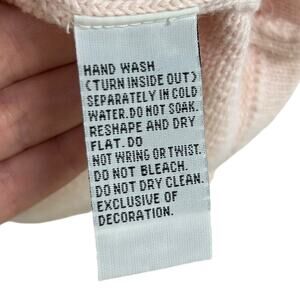 HAND WASH
(TURN INSIDE OUT)
SEPARATELY IN COLD
WATER.DO NOT SOAK.
RESHAPE AND DRY
FLAT.DO
NOT WRING OR TWIST.
DO NOT BLEACH.
DO NOT DRY CLEAN.
EXCLUSIVE OF
DECORATION.